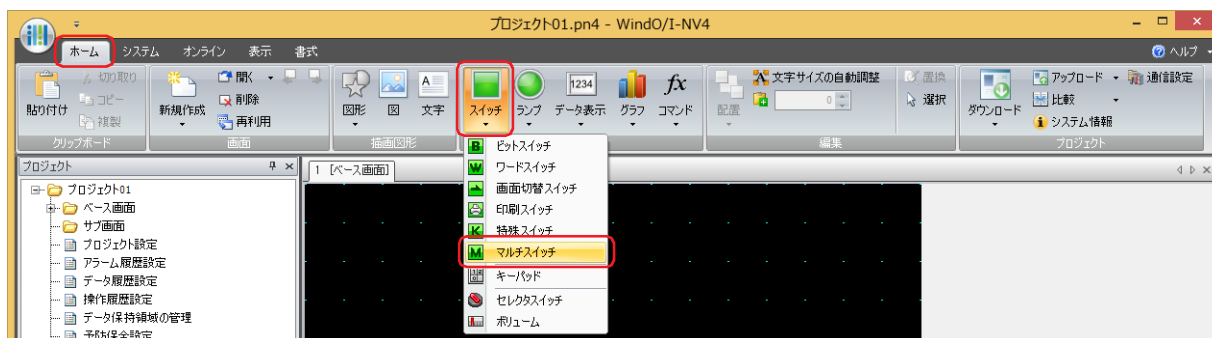 プロジェクト01.pn4 - WindO/I-NV4
ホーム システム オンライン 表示 書式 ヘルプ
貼り付け 切り取り コピー 複製 新規作成 開く 削除 再利用 図形 図 文字 スイッチ ランプ データ表示 グラフ コマンド 配置 文字サイズの自動調整 0 置換 選択 ダウンロード アップロード 比較 システム情報 通信設定
クリップボード 画面 描画図形 編集 プロジェクト
プロジェクト
1 [ベース画面]
プロジェクト01
ベース画面
サブ画面
プロジェクト設定
アラーム履歴設定
データ履歴設定
操作履歴設定
データ保持領域の管理
予防保全設定
B ビットスイッチ
W ワードスイッチ
画面切替スイッチ
印刷スイッチ
K 特殊スイッチ
M マルチスイッチ
キーパッド
セレクタスイッチ
ボリューム